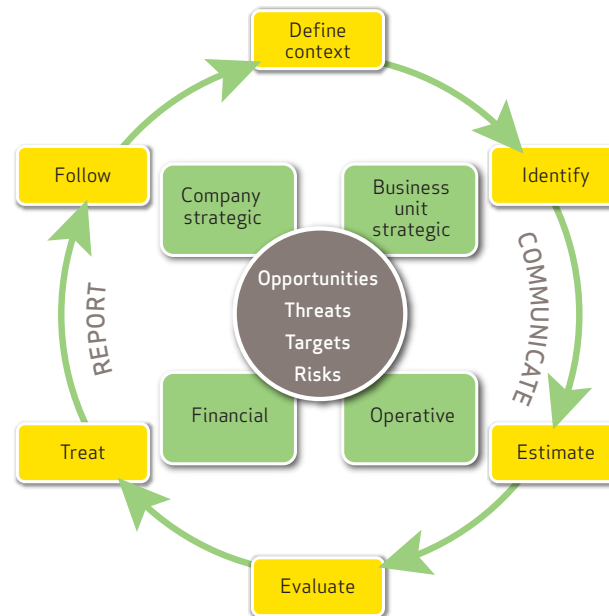 Define
context
Follow
Identify
Company
strategic
Business
unit
strategic
Opportunities
Threats
Targets
Risks
REPORT
COMMUNICATE
Financial
Operative
Treat
Estimate
Evaluate